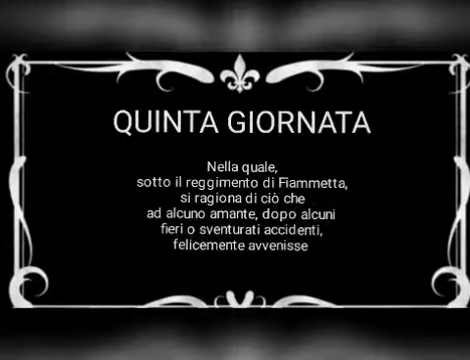 QUINTA GIORNATA
Nella quale,
sotto il reggimento di Fiammetta,
si ragiona di ciò che
ad alcuno amante, dopo alcuni
fieri o sventurati accidenti,
felicemente avvenisse